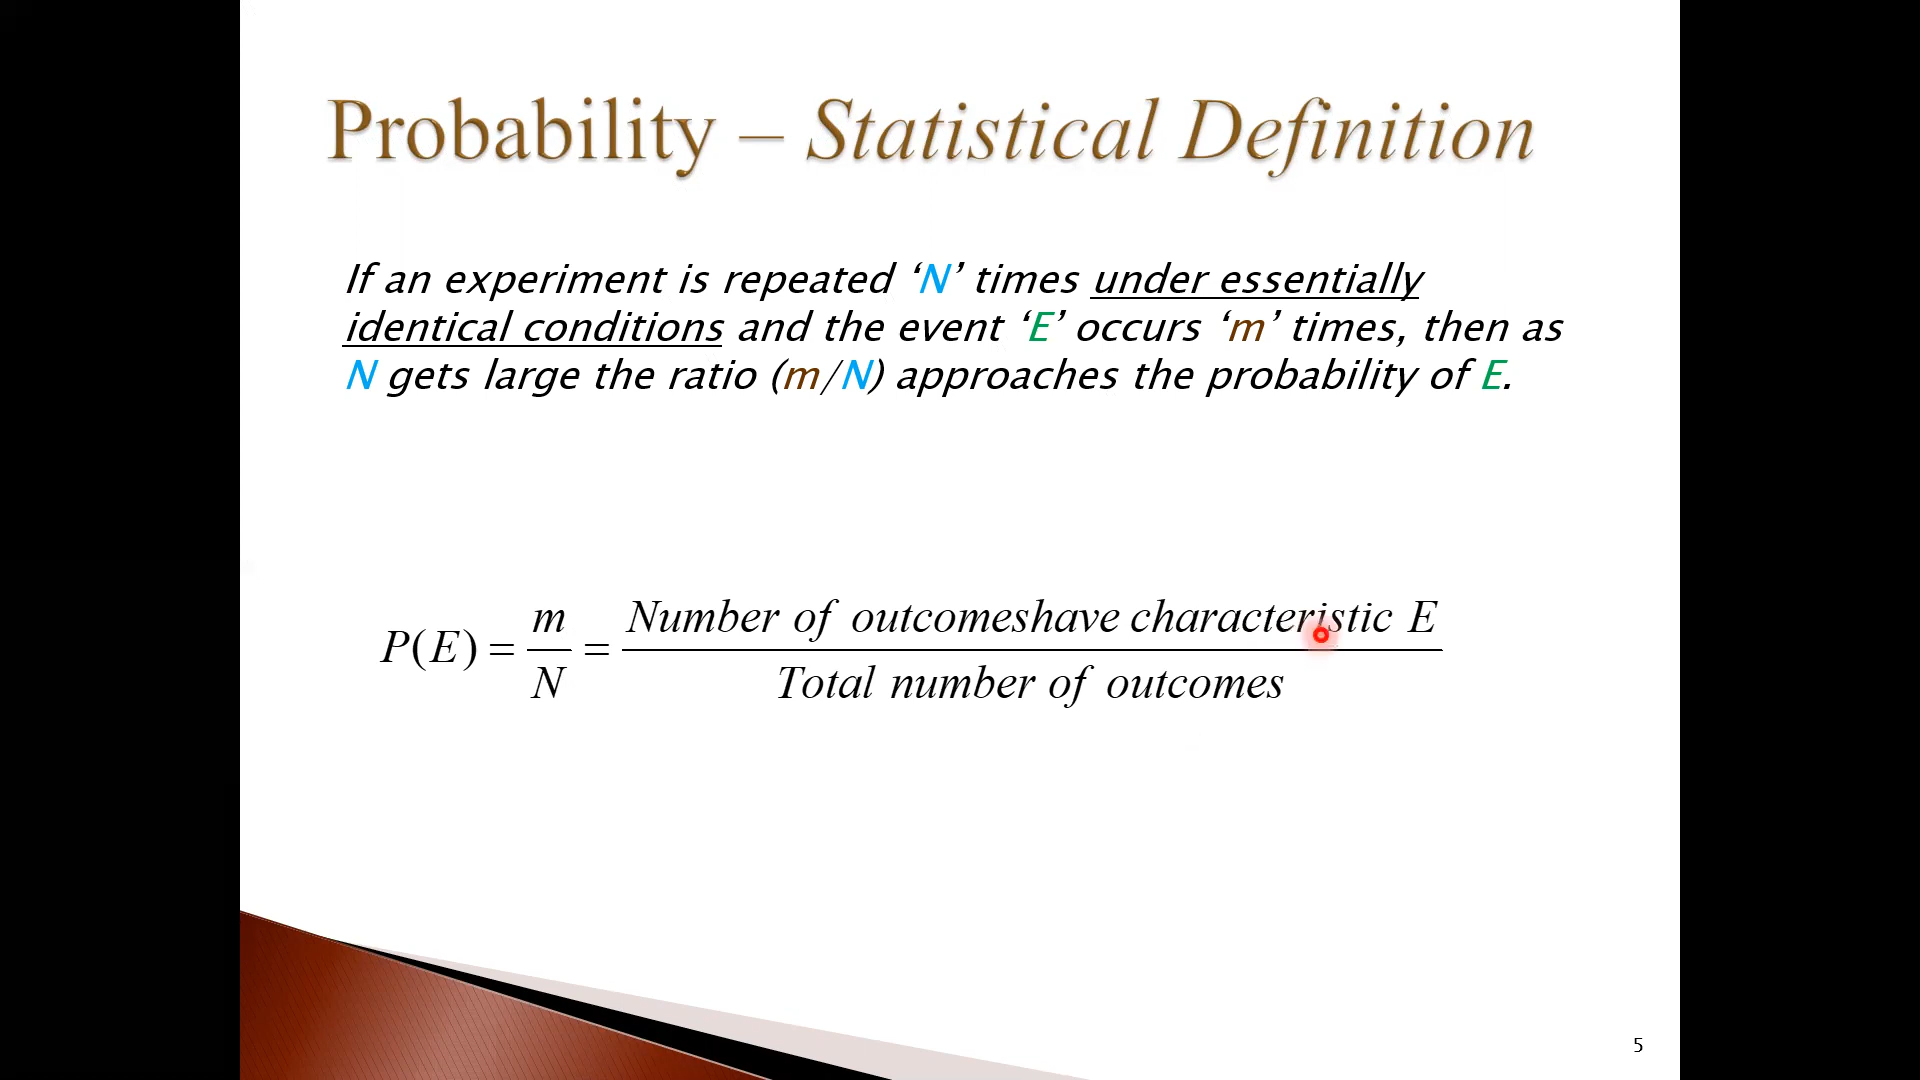 Probability – Statistical Definition
If an experiment is repeated ‘N’ times under essentially
identical conditions and the event ‘E’ occurs ‘m’ times, then as
N gets large the ratio (m/N) approaches the probability of E.
P(E) = m/N = Number of outcomeshave characteristic E / Total number of outcomes
5